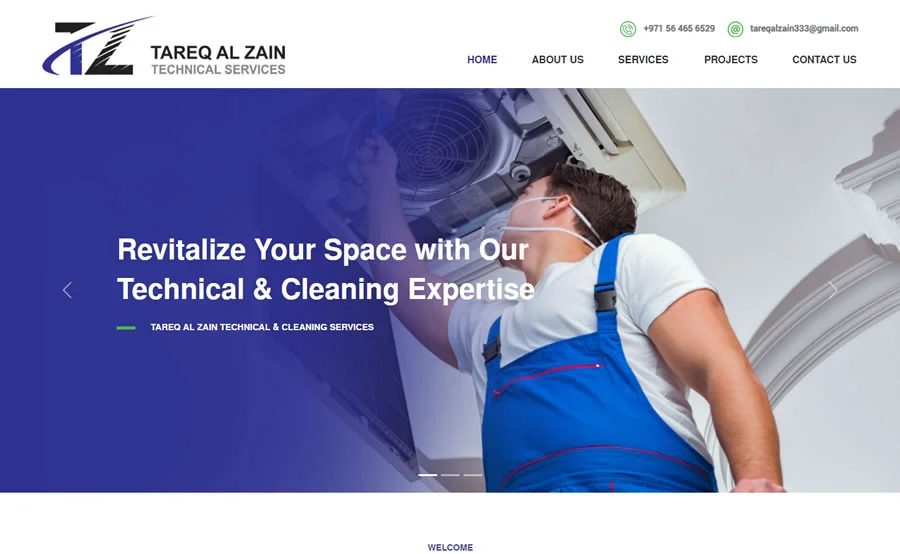 TZ
TAREQ AL ZAIN
TECHNICAL SERVICES
+971 56 465 6529
tareqalzain333@gmail.com
HOME
ABOUT US
SERVICES
PROJECTS
CONTACT US
Revitalize Your Space with Our
Technical & Cleaning Expertise
TAREQ AL ZAIN TECHNICAL & CLEANING SERVICES
WELCOME